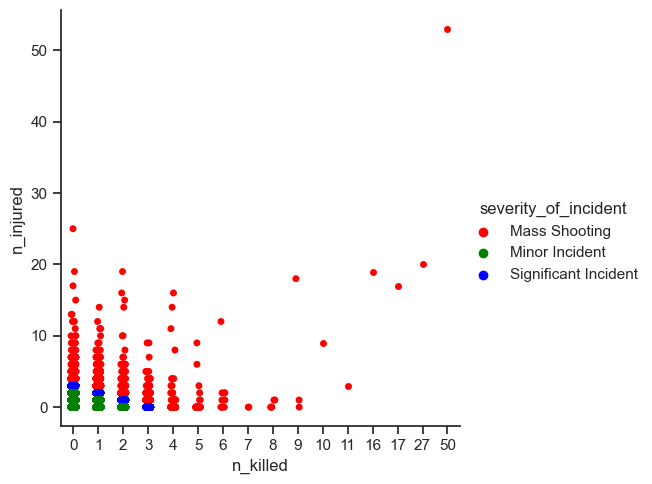 50
40
30
20
10
0
n_injured
0 1 2 3 4 5 6 7 8 9 10 11 16 17 27 50
n_killed
severity_of_incident
Mass Shooting
Minor Incident
Significant Incident